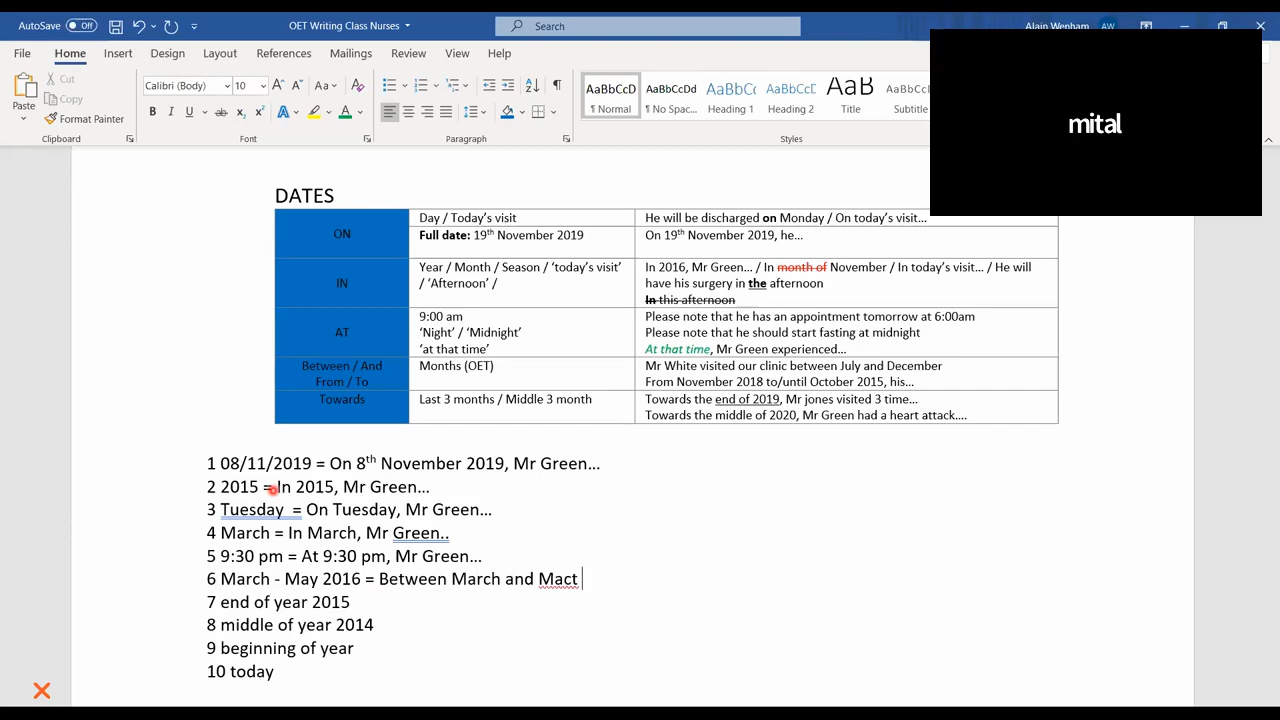 AutoSave Off OET Writing Class Nurses Search Alain Wenham AW
File Home Insert Design Layout References Mailings Review View Help
Paste Cut Copy Format Painter
Calibri (Body) 10
AaBbCcD AaBbCcDd AaBbCc AaBbCcD AaB AaBbCcD
¶ Normal ¶ No Spac... Heading 1 Heading 2 Title Subtitle
Clipboard Font Paragraph Styles
mital
DATES
ON Day / Today's visit He will be discharged on Monday / On today's visit...
Full date: 19th November 2019 On 19th November 2019, he...
IN Year / Month / Season / 'today's visit' / 'Afternoon' / In 2016, Mr Green... / In month of November / In today's visit... / He will
have his surgery in the afternoon
In this afternoon
AT 9:00 am Please note that he has an appointment tomorrow at 6:00am
'Night' / 'Midnight' Please note that he should start fasting at midnight
'at that time' At that time, Mr Green experienced...
Between / And Months (OET) Mr White visited our clinic between July and December
From / To From November 2018 to/until October 2015, his...
Towards Last 3 months / Middle 3 month Towards the end of 2019, Mr jones visited 3 time...
Towards the middle of 2020, Mr Green had a heart attack....
1 08/11/2019 = On 8th November 2019, Mr Green...
2 2015 = In 2015, Mr Green...
3 Tuesday = On Tuesday, Mr Green...
4 March = In March, Mr Green..
5 9:30 pm = At 9:30 pm, Mr Green...
6 March - May 2016 = Between March and Mact
7 end of year 2015
8 middle of year 2014
9 beginning of year
10 today